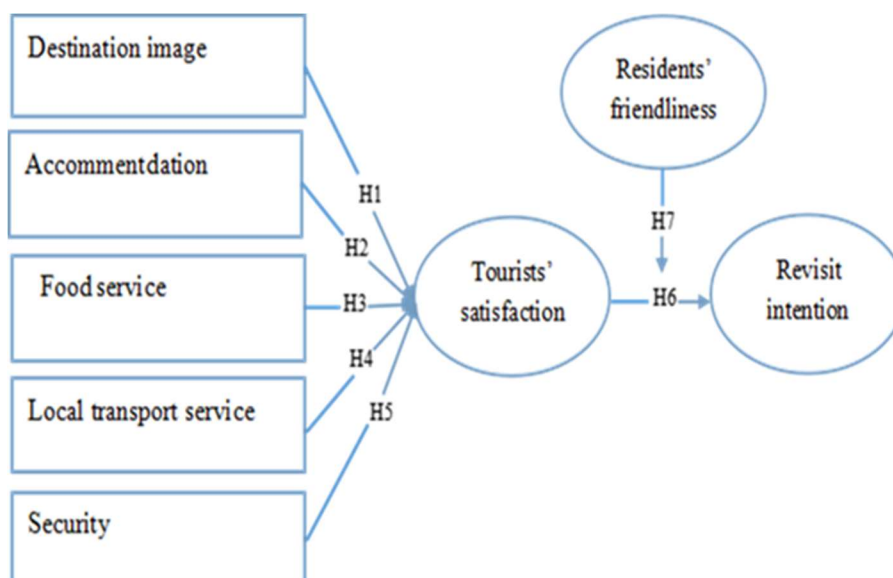 Destination image
Accommentdation
Food service
Local transport service
Security
H1
H2
H3
H4
H5
Tourists’
satisfaction
Residents’
friendliness
H7
H6
Revisit
intention